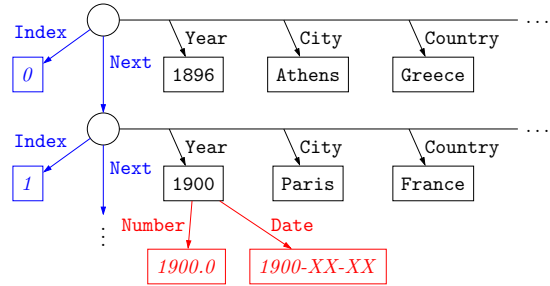 Index Year City Country ...
0 Next 1896 Athens Greece
Index Year City Country ...
1 Next 1900 Paris France
⋮ Number Date
1900.0 1900-XX-XX